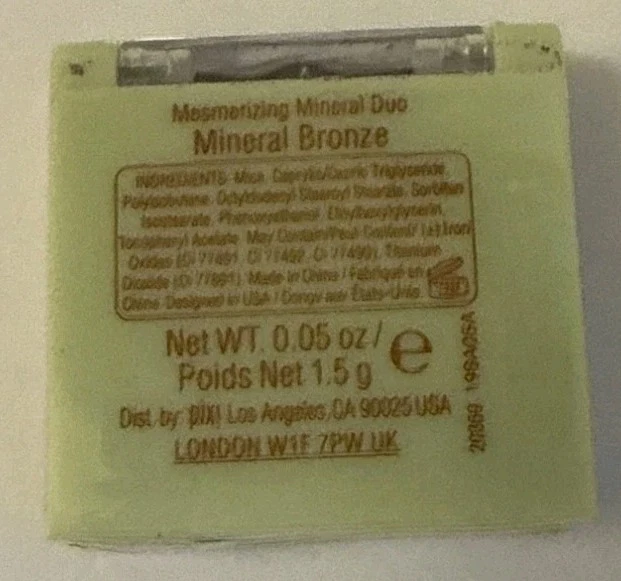 Mesmerizing Mineral Duo
Mineral Bronze
INGREDIENTS: Mica, Caprylic/Capric Triglyceride,
Polyisobutene, Octyldodecyl Stearoyl Stearate, Sorbitan
Isostearate, Phenoxyethanol, Ethylhexylglycerin,
Tocopheryl Acetate. May Contain/Peut Contenir/ (+) Iron
Oxides (CI 77491, CI 77492, CI 77499), Titanium
Dioxide (CI 77891). Made in China / Fabriqué en
Chine Designed in USA / Conçu aux États-Unis
Net WT. 0.05 oz /
Poids Net 1.5 g
e
Dist. by: pixi Los Angeles, CA 90025 USA
LONDON W1F 7PW UK